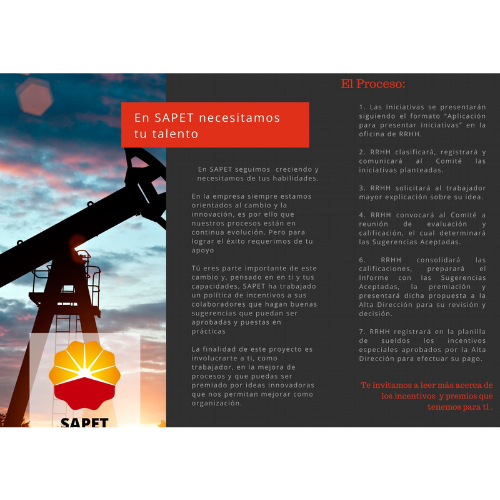 En SAPET necesitamos
tu talento
En SAPET seguimos creciendo y
necesitamos de tus habilidades.
En la empresa siempre estamos
orientados al cambio y la
innovación, es por ello que
nuestros procesos están en
continua evolución. Pero para
lograr el éxito requerimos de tu
apoyo
Tú eres parte importante de este
cambio y, pensando en en ti y tus
capacidades, SAPET ha trabajado
un política de incentivos a sus
colaboradores que hagan buenas
sugerencias que puedan ser
aprobadas y puestas en
prácticas
La finalidad de este proyecto es
involucrarte a ti, como
trabajador, en la mejora de
procesos y que puedas ser
premiado por ideas innovadoras
que nos permitan mejorar como
organización.
SAPET
El Proceso:
1. Las Iniciativas se presentarán
siguiendo el formato "Aplicación
para presentar iniciativas" en la
oficina de RRHH.
2. RRHH clasificará, registrará y
comunicará al Comité las
iniciativas planteadas.
3. RRHH solicitará al trabajador
mayor explicación sobre su idea.
4. RRHH convocará al Comité a
reunión de evaluación y
calificación, el cual determinará
las Sugerencias Aceptadas.
6. RRHH consolidará las
calificaciones, preparará el
Informe con las Sugerencias
Aceptadas, la premiación y
presentará dicha propuesta a la
Alta Dirección para su revisión y
decisión.
7. RRHH registrará en la planilla
de sueldos los incentivos
especiales aprobados por la Alta
Dirección para efectuar su pago.
Te invitamos a leer más acerca de
los incentivos y premios que
tenemos para ti .